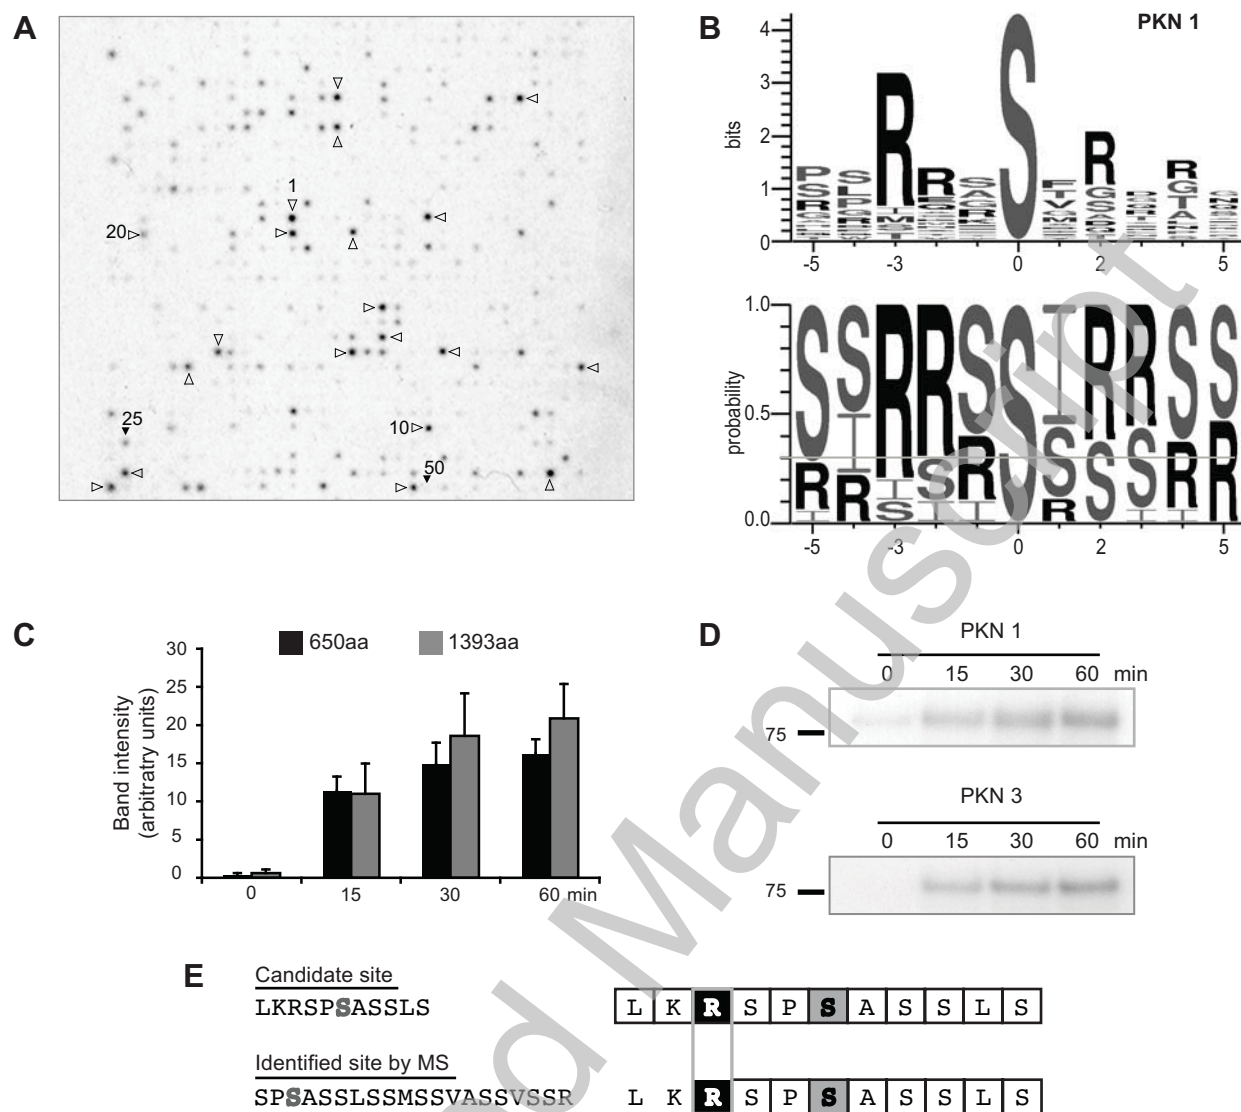 A
1
20
25
10
50
B
PKN 1
bits
4
3
2
1
0
-5 -3 0 2 5
probability
1.0
0.5
0.0
-5 -3 0 2 5
C
650aa 1393aa
Band intensity
(arbitratry units)
30
25
20
15
10
5
0
0 15 30 60 min
D
PKN 1
0 15 30 60 min
75
PKN 3
0 15 30 60 min
75
E
Candidate site
LKRSPSASSLS
L K R S P S A S S L S
Identified site by MS
SPSASSLSSMSSVASSVSSR
L K R S P S A S S L S
d Manuscript